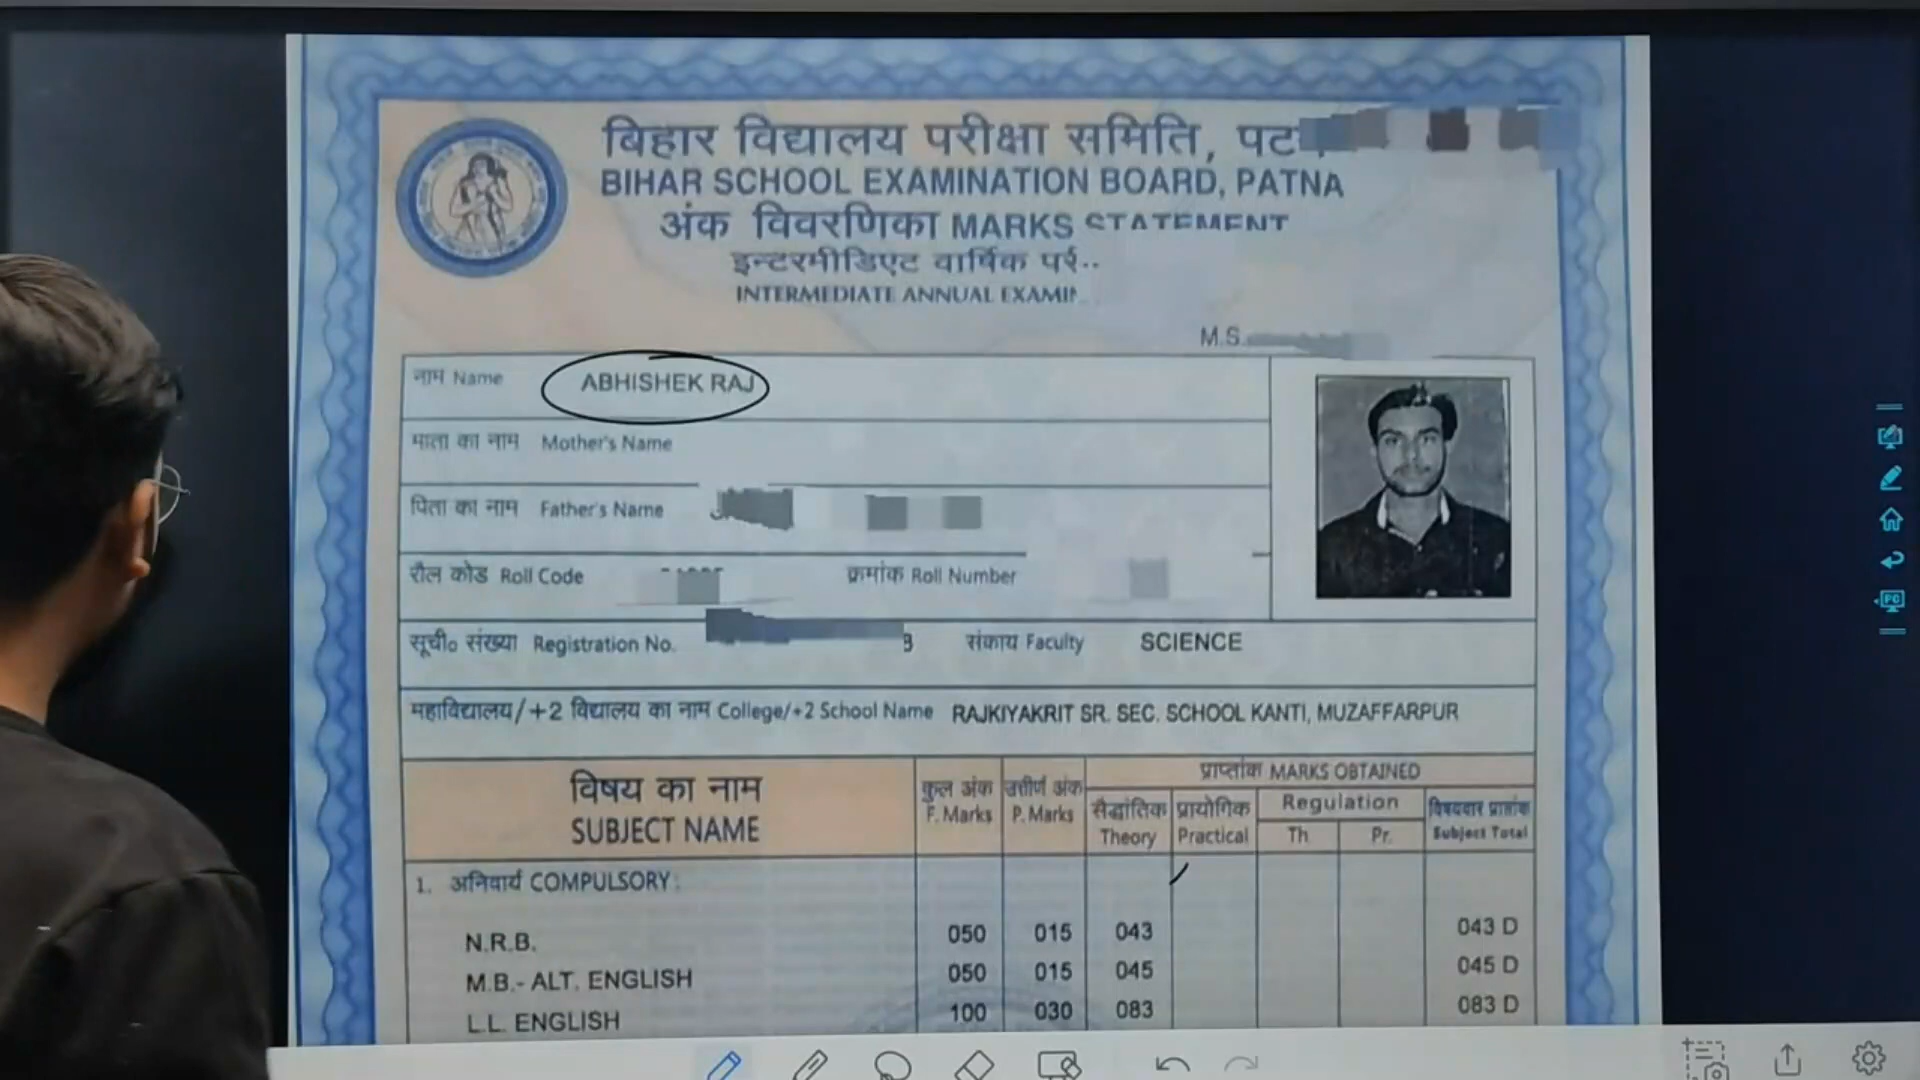 बिहार विद्यालय परीक्षा समिति,
BIHAR SCHOOL EXAMINATION BOARD, PATNA
अंक विवरणिका MARKS STATEMENT
इन्टरमीडिएट वार्षिक
INTERMEDIATE ANNUAL
M.S.
नाम Name ABHISHEK RAJ
माता का नाम Mother's Name
पिता का नाम Father's Name
रौल कोड Roll Code क्रमांक Roll Number
सूची० संख्या Registration No. संकाय Faculty SCIENCE
महाविद्यालय/+2 विद्यालय का नाम College/+2 School Name RAJKIYAKRIT SR. SEC. SCHOOL KANTI, MUZAFFARPUR
विषय का नाम
SUBJECT NAME
कुल अंक
F. Marks
उत्तीर्ण अंक
P. Marks
प्राप्तांक MARKS OBTAINED
सैद्धांतिक
Theory
प्रायोगिक
Practical
Regulation
Th Pr.
विषयवार प्राप्तांक
Subject Total
1. अनिवार्य COMPULSORY:
N.R.B. 050 015 043 043 D
M.B.- ALT. ENGLISH 050 015 045 045 D
L.L. ENGLISH 100 030 083 083 D
PC